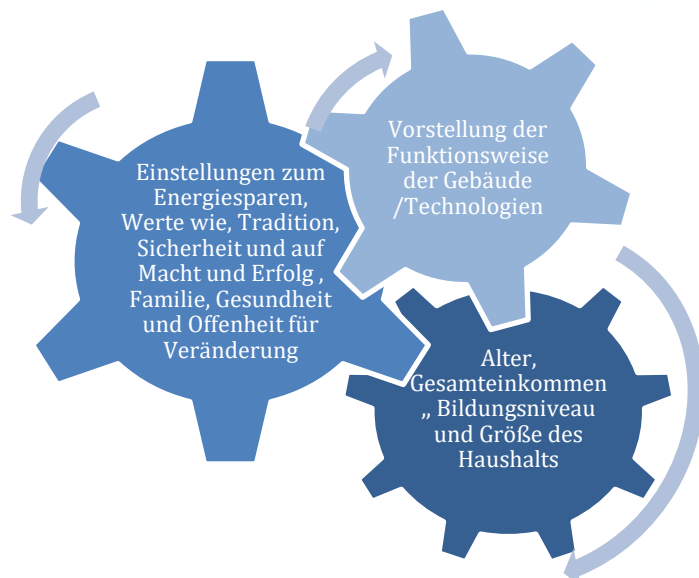 Einstellungen zum
Energiesparen,
Werte wie, Tradition,
Sicherheit und auf
Macht und Erfolg ,
Familie, Gesundheit
und Offenheit für
Veränderung
Vorstellung der
Funktionsweise
der Gebäude
/Technologien
Alter,
Gesamteinkommen
„ Bildungsniveau
und Größe des
Haushalts